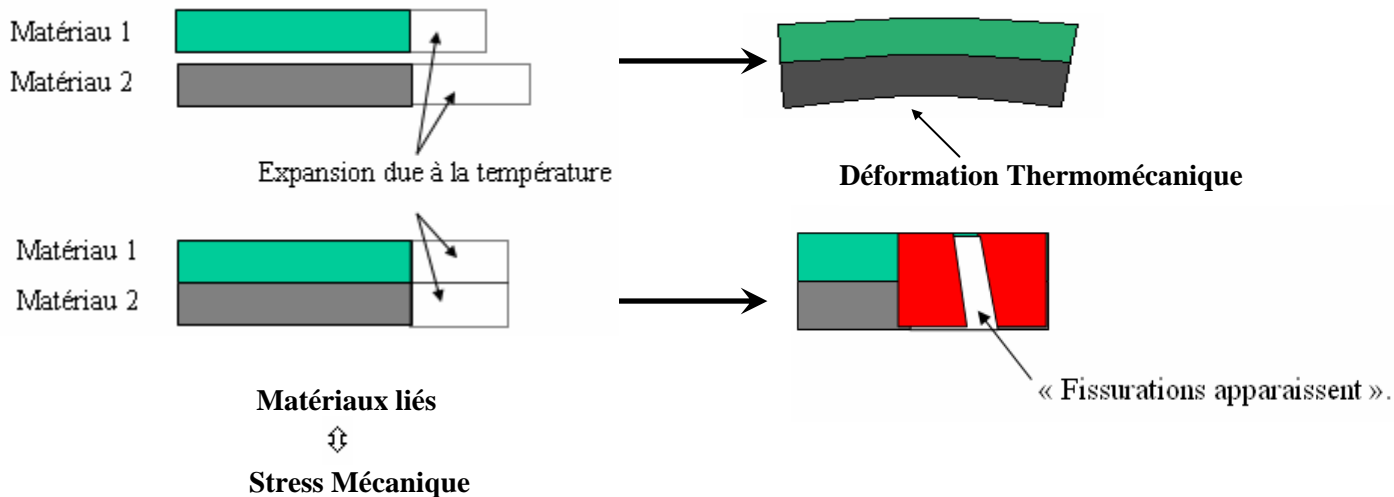 Matériau 1
Matériau 2
Expansion due à la température
Déformation Thermomécanique
Matériau 1
Matériau 2
« Fissurations apparaissent ».
Matériaux liés
⇕
Stress Mécanique